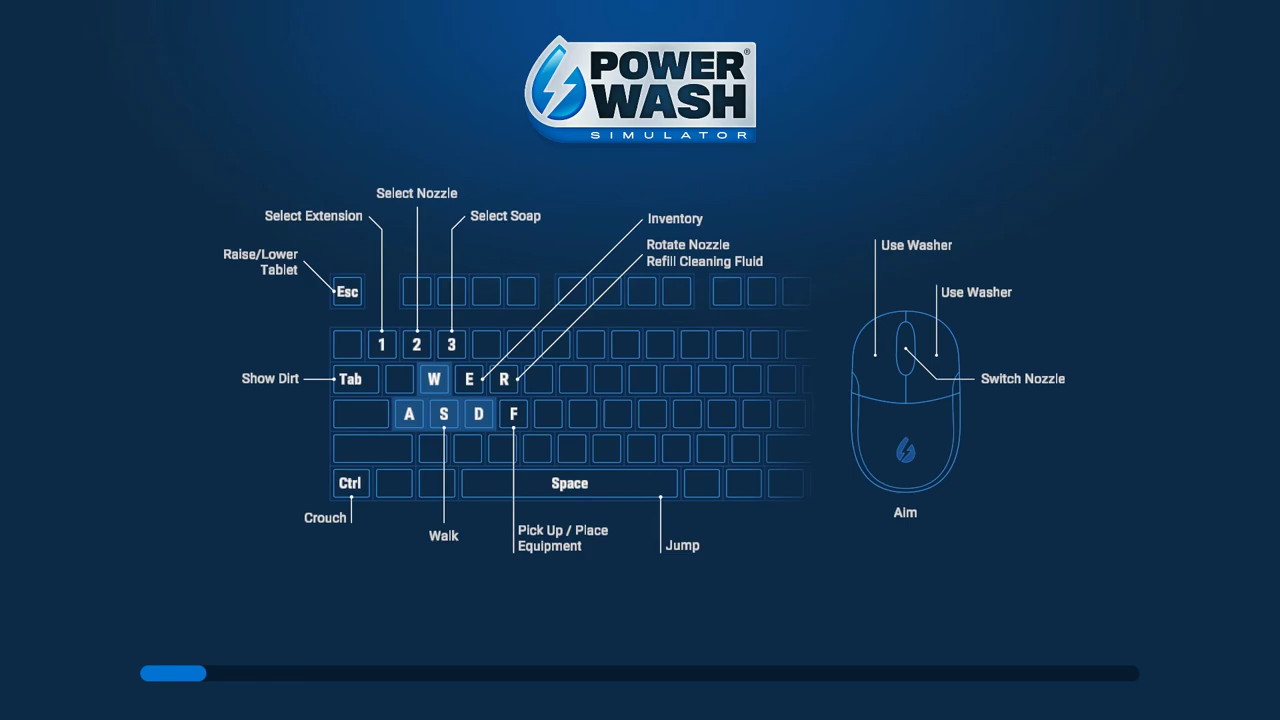 POWER®
WASH
SIMULATOR
Select Nozzle
Select Extension
Select Soap
Inventory
Raise/Lower
Tablet
Rotate Nozzle
Refill Cleaning Fluid
Use Washer
Use Washer
Esc
1 2 3
Show Dirt
Tab W E R
Switch Nozzle
A S D F
Ctrl Space
Crouch
Walk
Pick Up / Place
Equipment
Jump
Aim